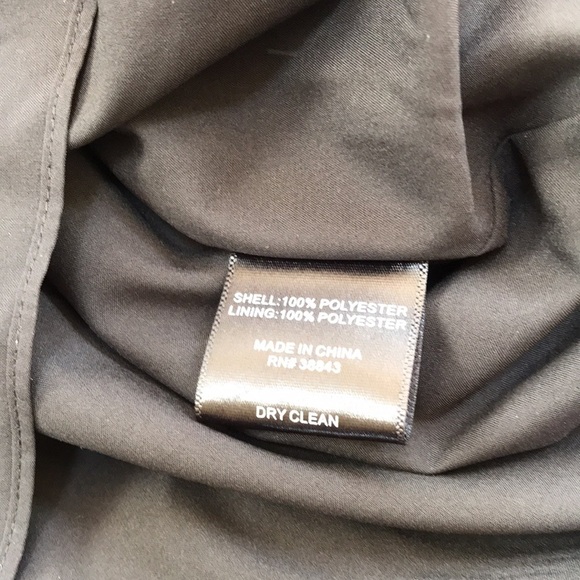 SHELL:100% POLYESTER
LINING:100% POLYESTER
MADE IN CHINA
RN# 38843
DRY CLEAN